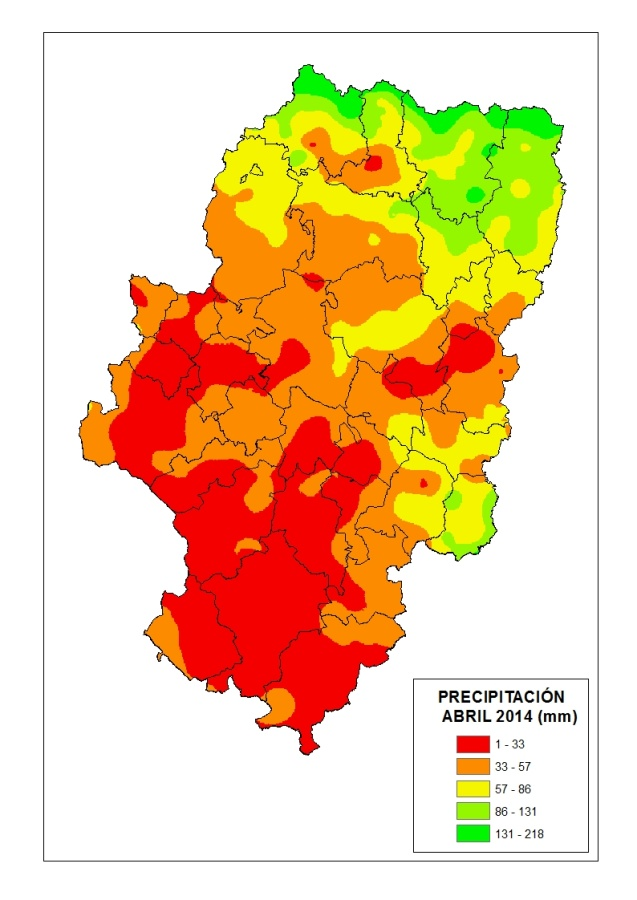 PRECIPITACIÓN
ABRIL 2014 (mm)
1 - 33
33 - 57
57 - 86
86 - 131
131 - 218